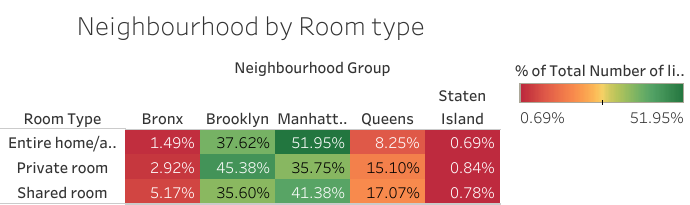 Neighbourhood by Room type
Neighbourhood Group
% of Total Number of li..
0.69% 51.95%
Room Type Bronx Brooklyn Manhatt.. Queens Staten Island
Entire home/a.. 1.49% 37.62% 51.95% 8.25% 0.69%
Private room 2.92% 45.38% 35.75% 15.10% 0.84%
Shared room 5.17% 35.60% 41.38% 17.07% 0.78%